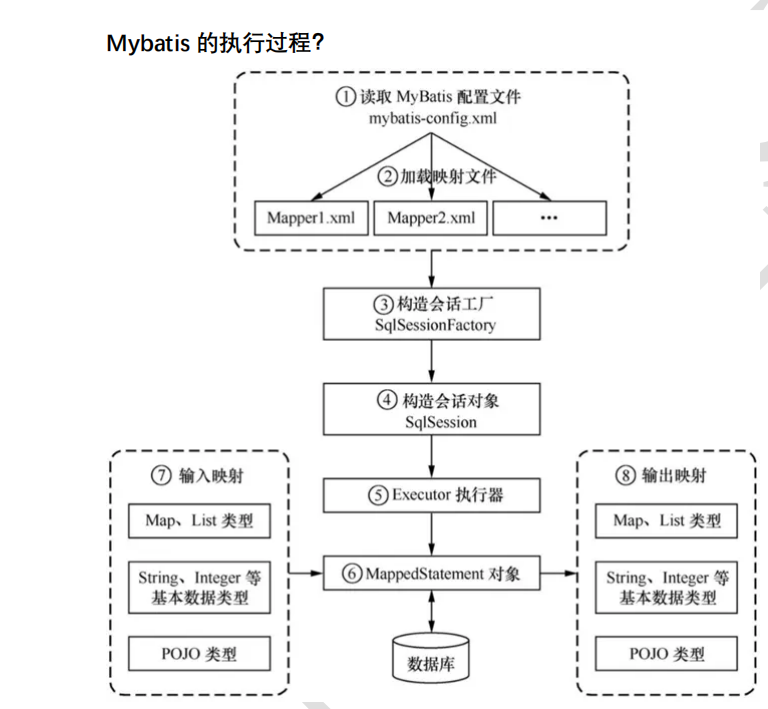 Mybatis 的执行过程?
①读取 MyBatis 配置文件
mybatis-config.xml
②加载映射文件
Mapper1.xml
Mapper2.xml
...
③构造会话工厂
SqlSessionFactory
④构造会话对象
SqlSession
⑤Executor 执行器
⑥MappedStatement 对象
数据库
⑦输入映射
Map、List 类型
String、Integer 等
基本数据类型
POJO 类型
⑧输出映射
Map、List 类型
String、Integer 等
基本数据类型
POJO 类型